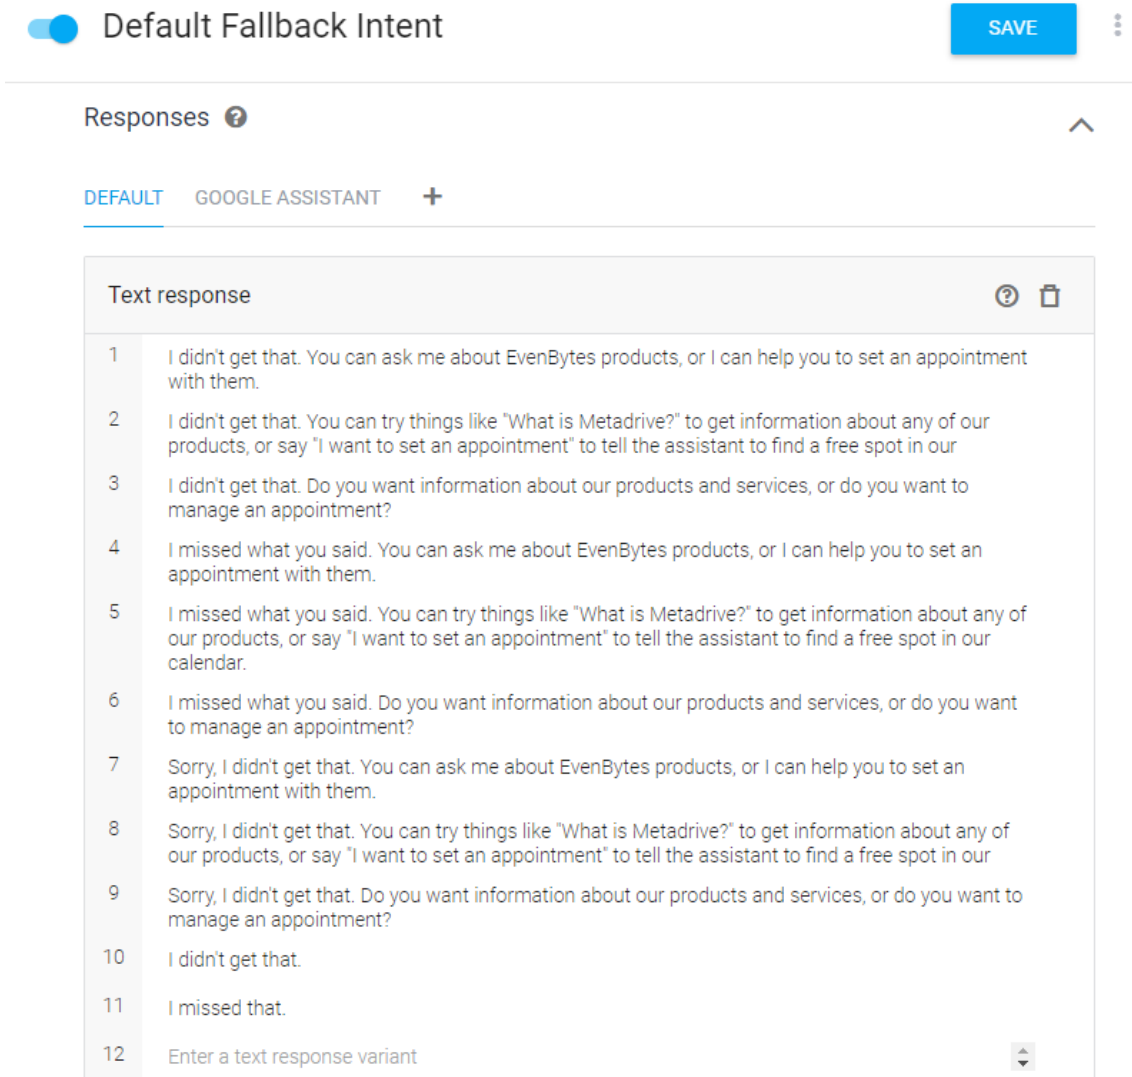 Default Fallback Intent
SAVE
Responses
DEFAULT
GOOGLE ASSISTANT
Text response
1
I didn't get that. You can ask me about EvenBytes products, or I can help you to set an appointment
with them.
2
I didn't get that. You can try things like "What is Metadrive?" to get information about any of our
products, or say "I want to set an appointment" to tell the assistant to find a free spot in our
3
I didn't get that. Do you want information about our products and services, or do you want to
manage an appointment?
4
I missed what you said. You can ask me about EvenBytes products, or I can help you to set an
appointment with them.
5
I missed what you said. You can try things like "What is Metadrive?" to get information about any of
our products, or say "I want to set an appointment" to tell the assistant to find a free spot in our
calendar.
6
I missed what you said. Do you want information about our products and services, or do you want
to manage an appointment?
7
Sorry, I didn't get that. You can ask me about EvenBytes products, or I can help you to set an
appointment with them.
8
Sorry, I didn't get that. You can try things like "What is Metadrive?" to get information about any of
our products, or say "I want to set an appointment" to tell the assistant to find a free spot in our
9
Sorry, I didn't get that. Do you want information about our products and services, or do you want to
manage an appointment?
10
I didn't get that.
11
I missed that.
12
Enter a text response variant